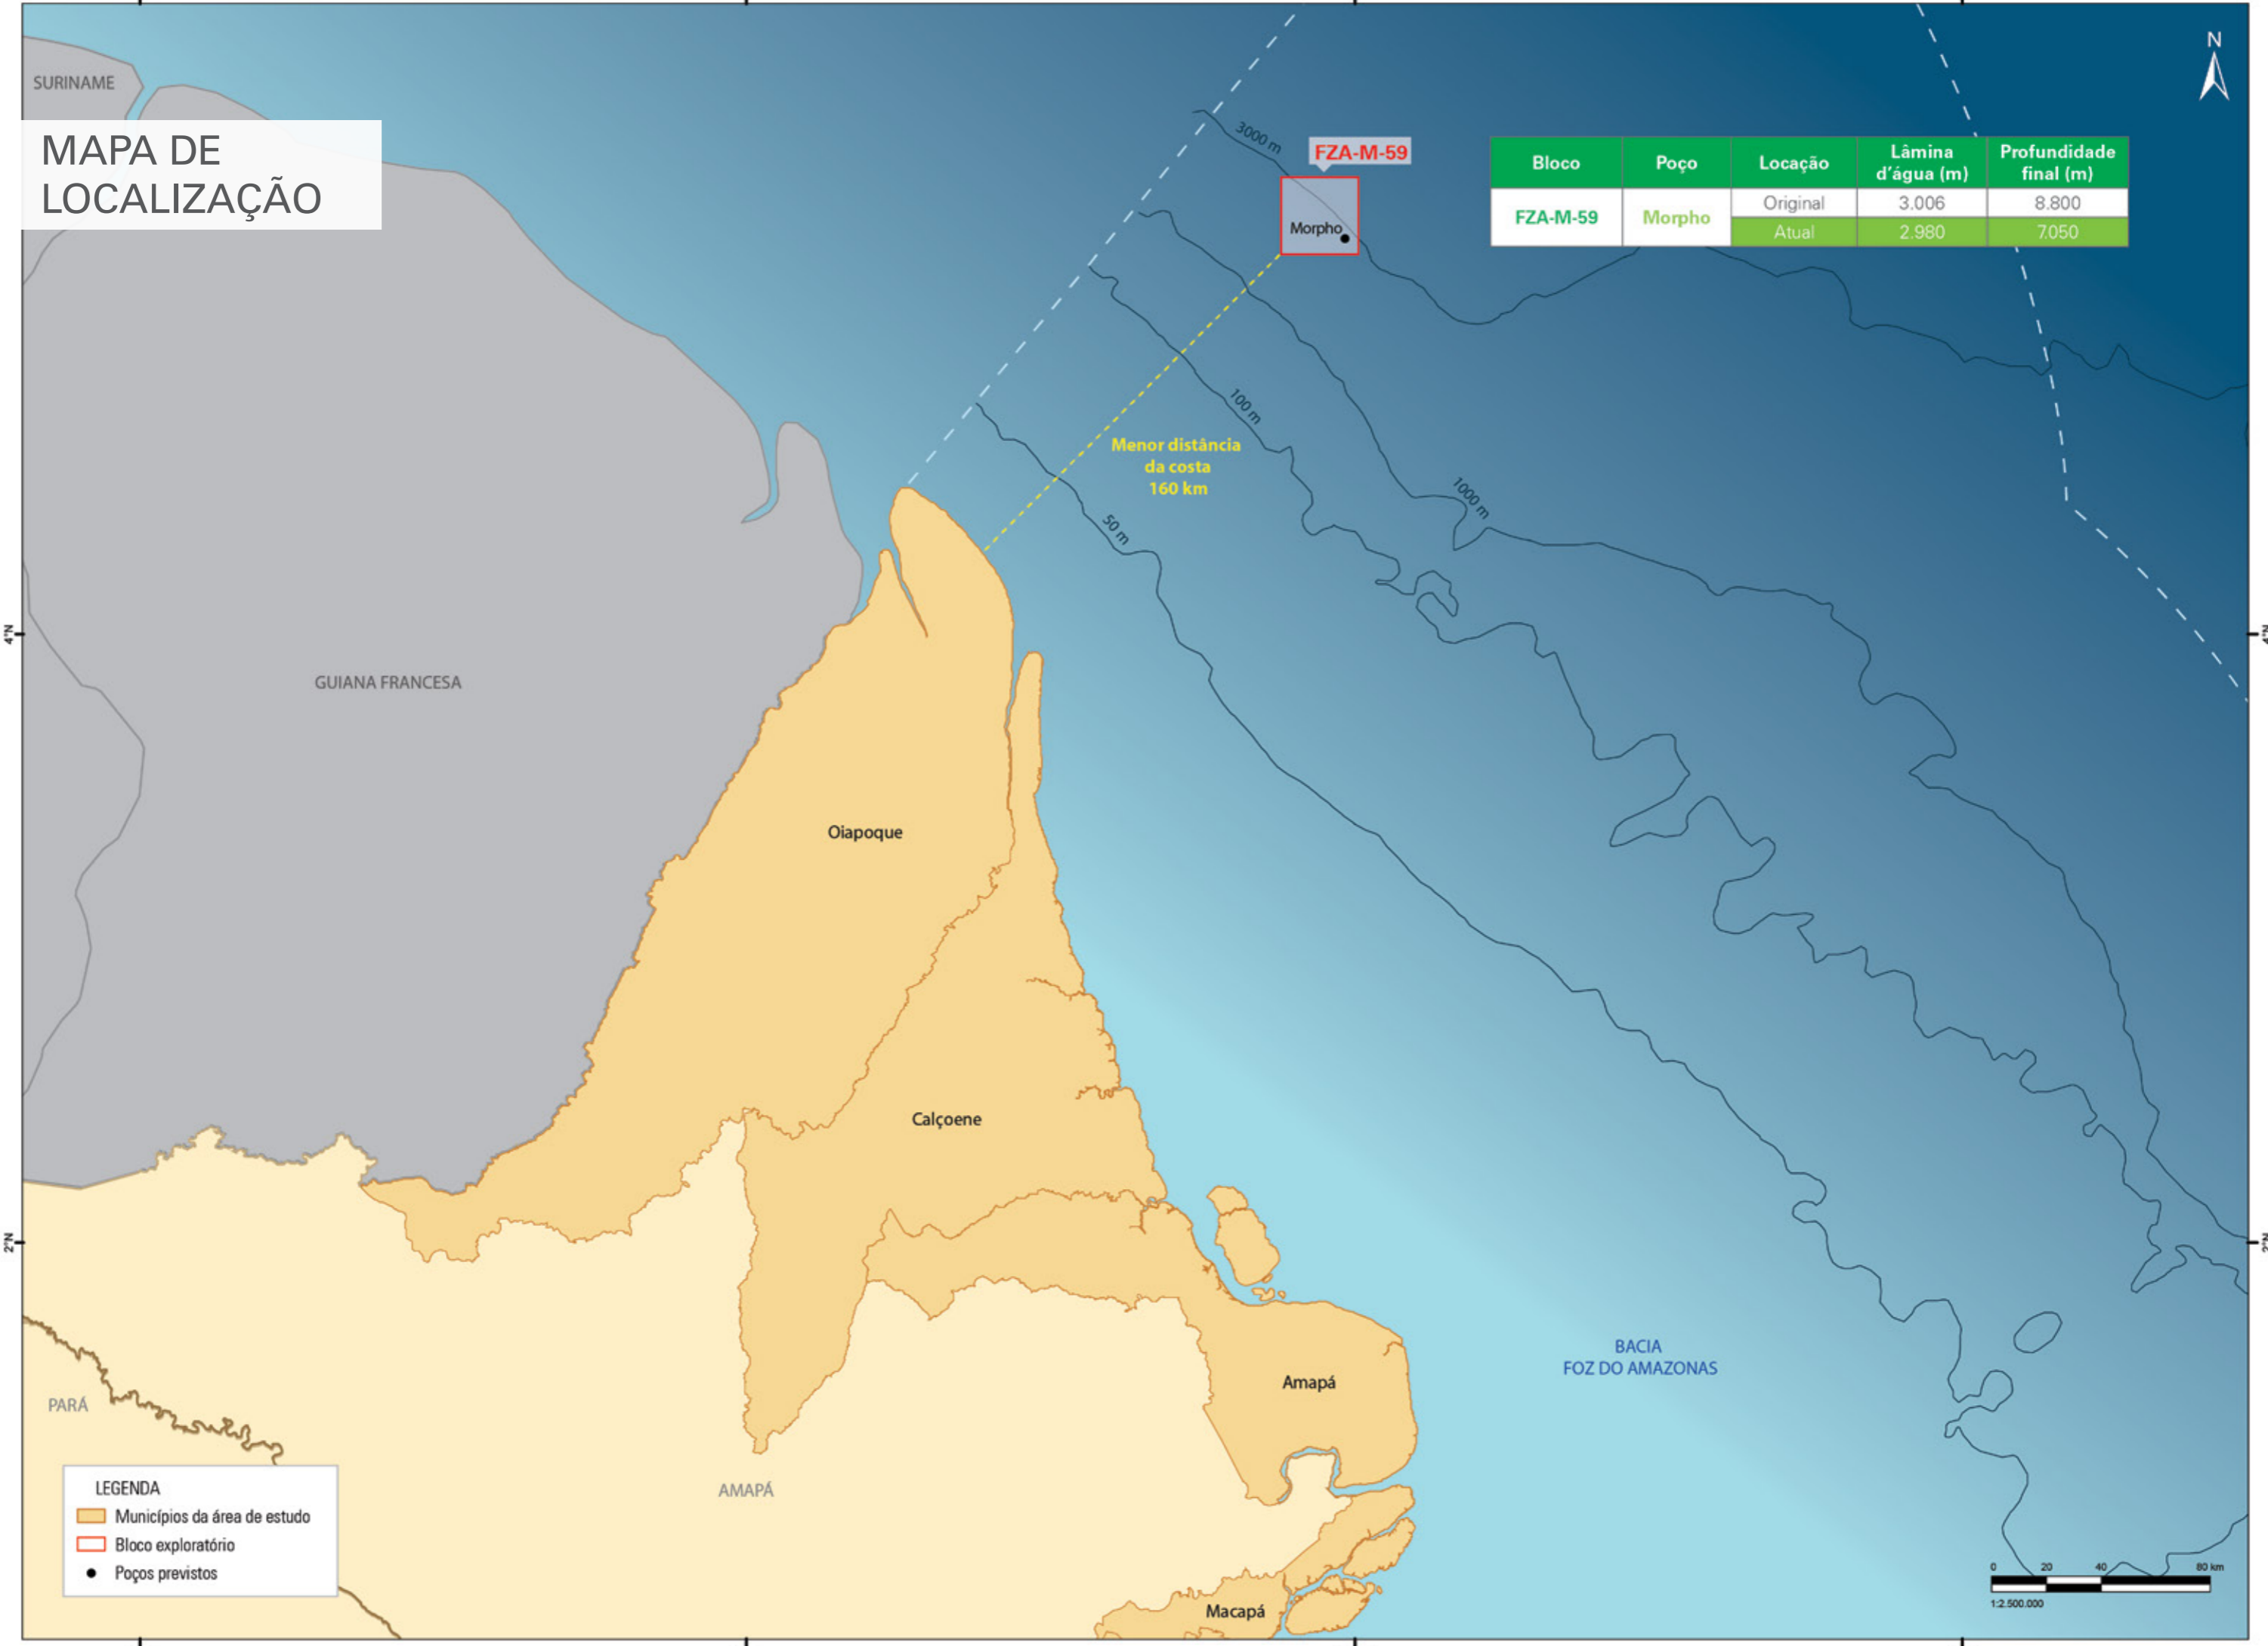 N
SURINAME
MAPA DE
LOCALIZAÇÃO
3000 m
FZA-M-59
Morpho
Bloco Poço Locação Lâmina d'água (m) Profundidade final (m)
FZA-M-59 Morpho Original 3.006 8.800
Atual 2.980 7.050
100 m
Menor distância
da costa
160 km
1000 m
50 m
4°N
4°N
GUIANA FRANCESA
Oiapoque
Calçoene
2°N
2°N
BACIA
FOZ DO AMAZONAS
Amapá
PARÁ
AMAPÁ
LEGENDA
Municípios da área de estudo
Bloco exploratório
Poços previstos
0 20 40 80 km
1:2.500.000
Macapá